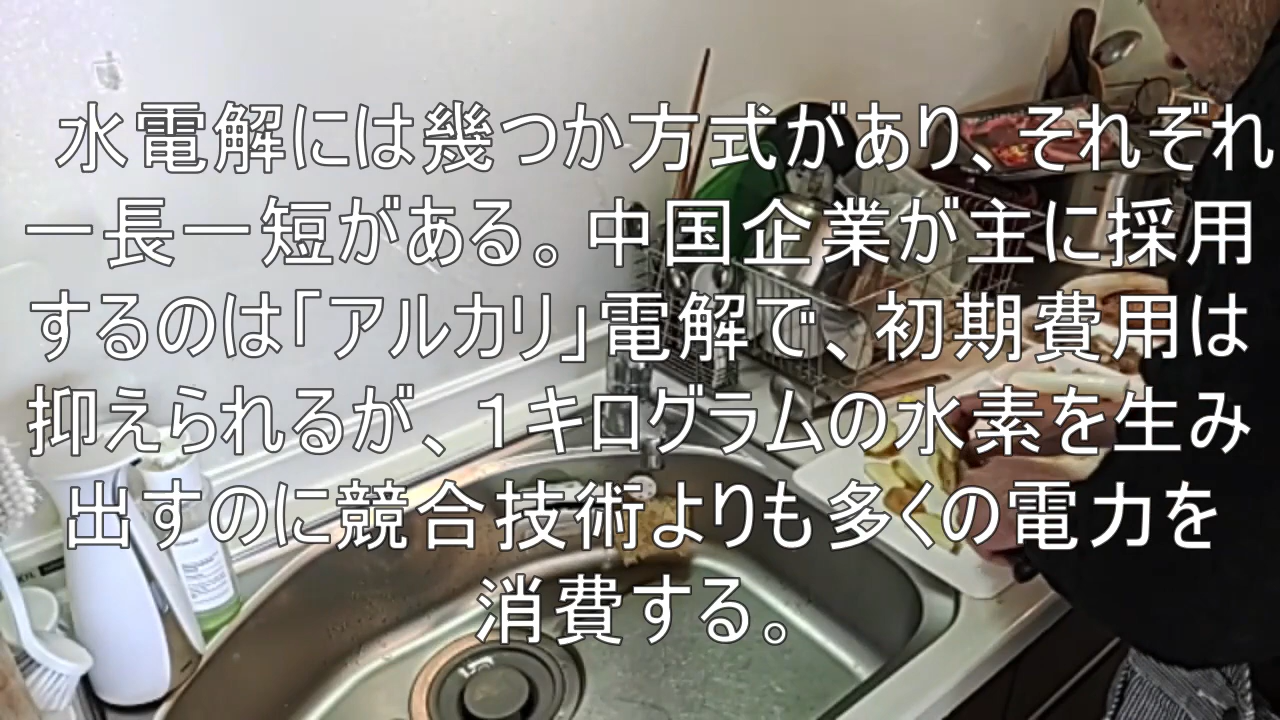 水電解には幾つか方式があり、それぞれ
一長一短がある。中国企業が主に採用
するのは「アルカリ」電解で、初期費用は
抑えられるが、1キログラムの水素を生み
出すのに競合技術よりも多くの電力を
消費する。